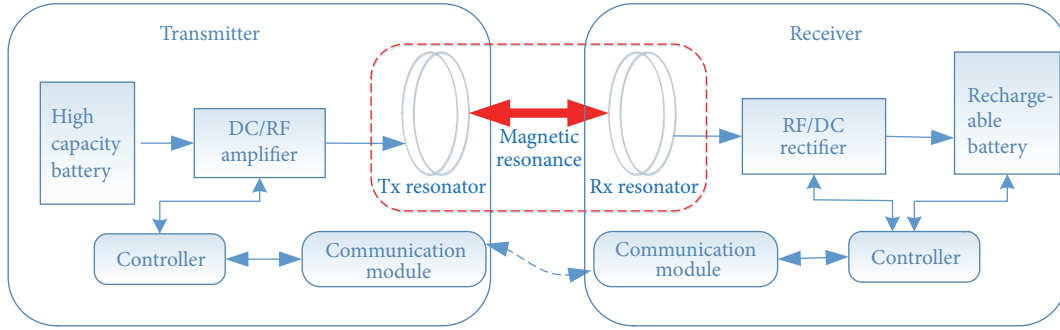 Transmitter
High
capacity
battery
DC/RF
amplifier
Tx resonator
Controller
Communication
module
Magnetic
resonance
Receiver
Rx resonator
RF/DC
rectifier
Recharge-
able
battery
Communication
module
Controller